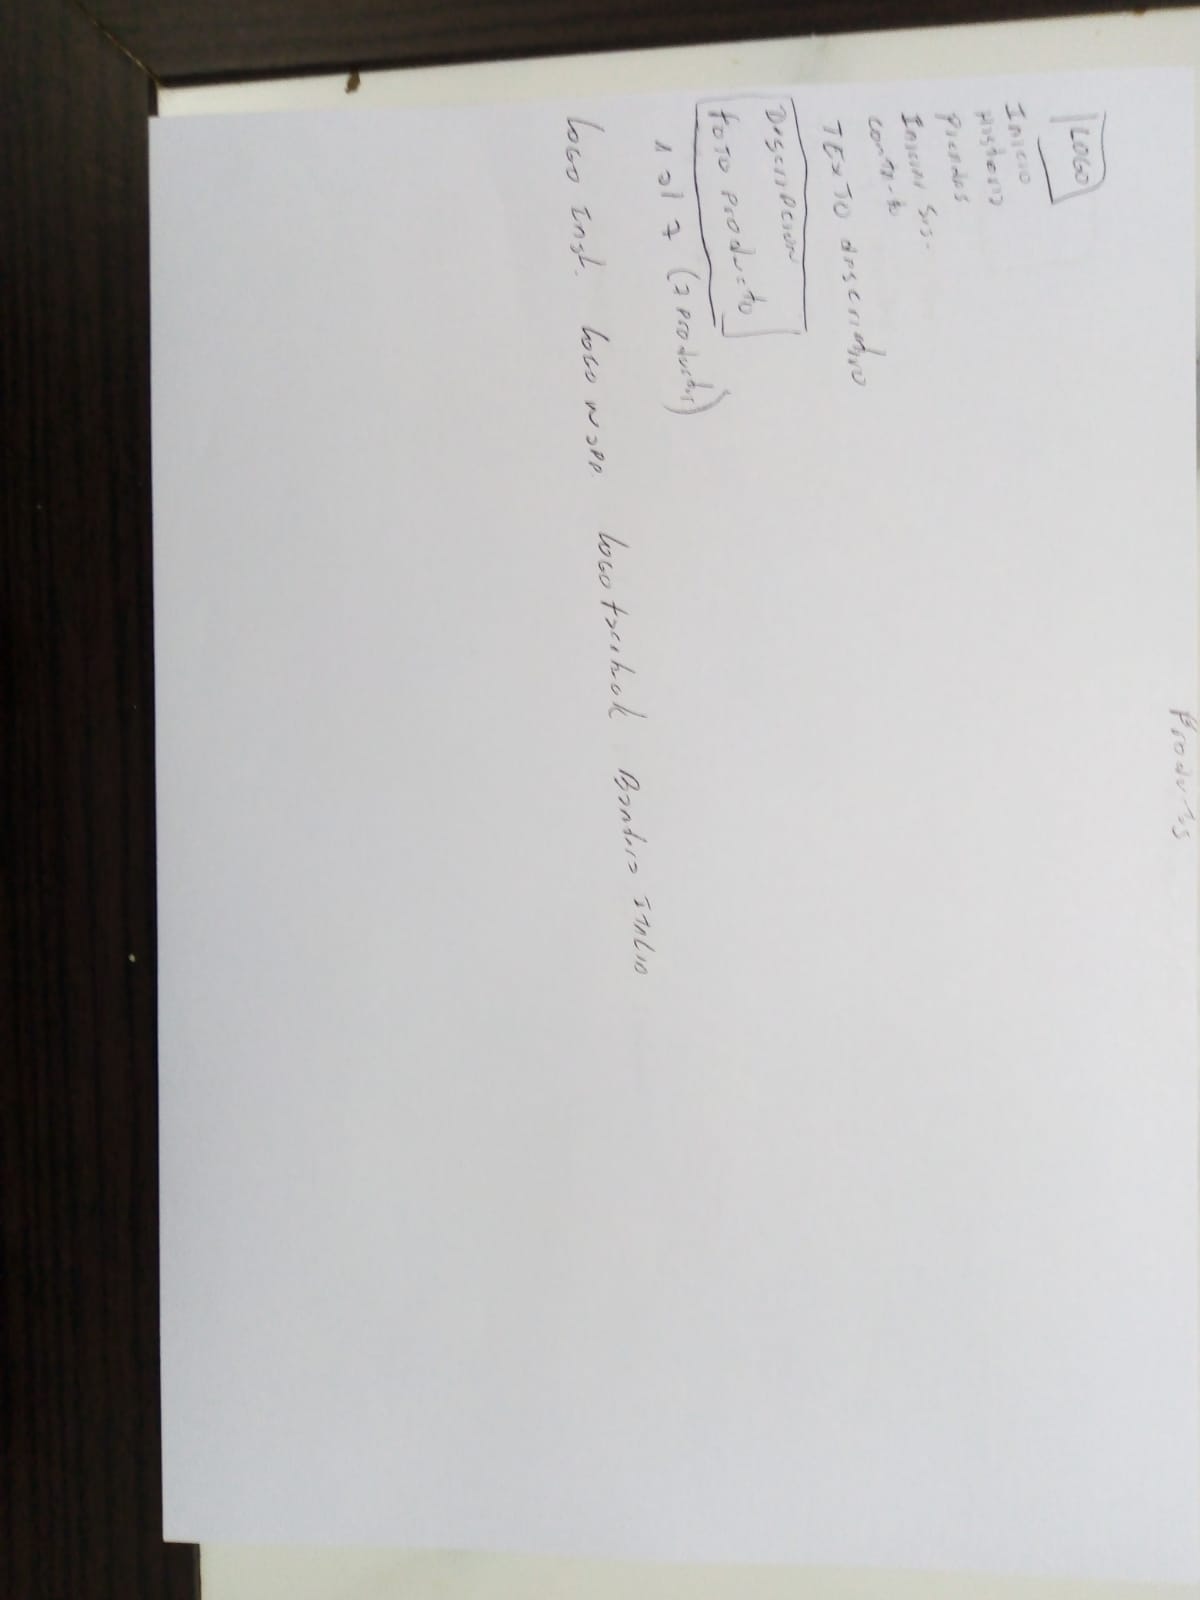 Productos
LOGO
Inicio
Historia
Prendas
Iniciar Ses.
Contacto
TExTO descriptivo
Descripcion
foto producto
1 al 7 (7 productos)
Logo Inst. Logo wapp. Logo facebook Bandera ITALIA